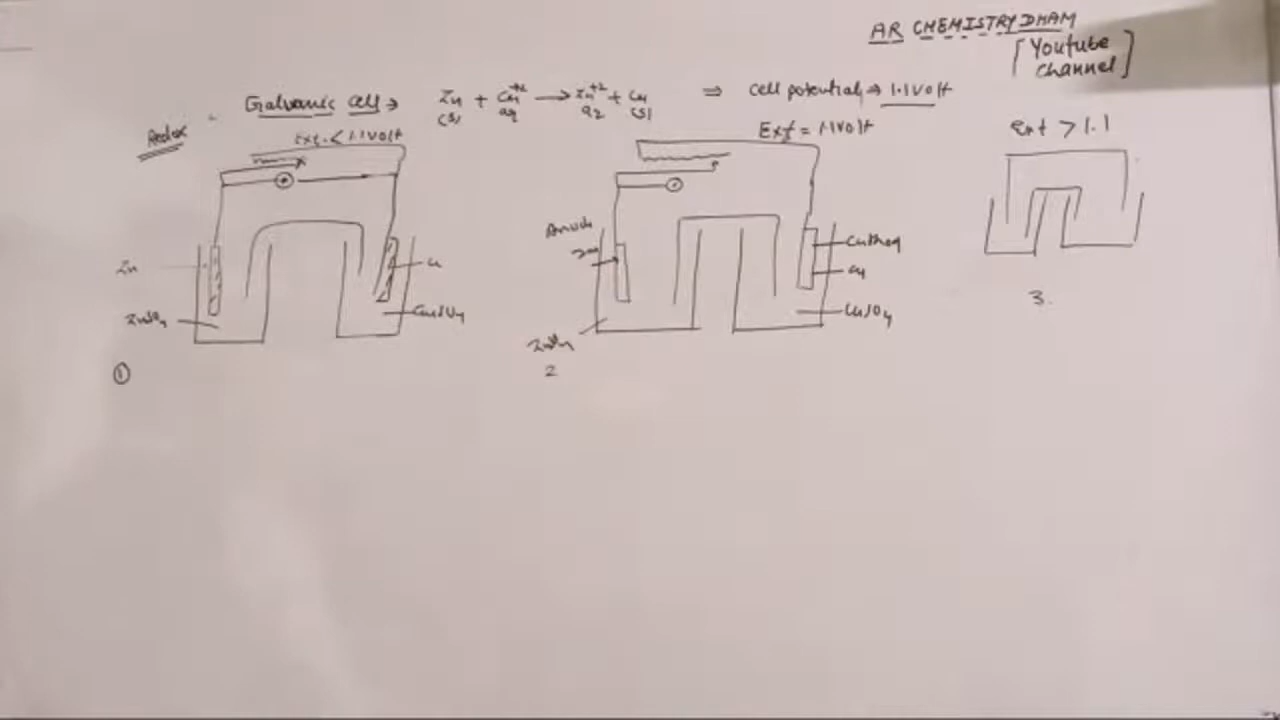 AR CHEMISTRY DHAM
[Youtube
channel]
Galvanic cell → Zn + Cu+2 → Zn+2 + Cu ⇒ cell potential → 1.1 Volt
(s) aq aq (s)
Redox
Ext. < 1.1 volt
Ext = 1.1 Volt
Ext > 1.1
Zn
Cu
ZnSO4
CuSO4
①
Anode
Zn
Cu
CuSO4
ZnSO4
2
3.